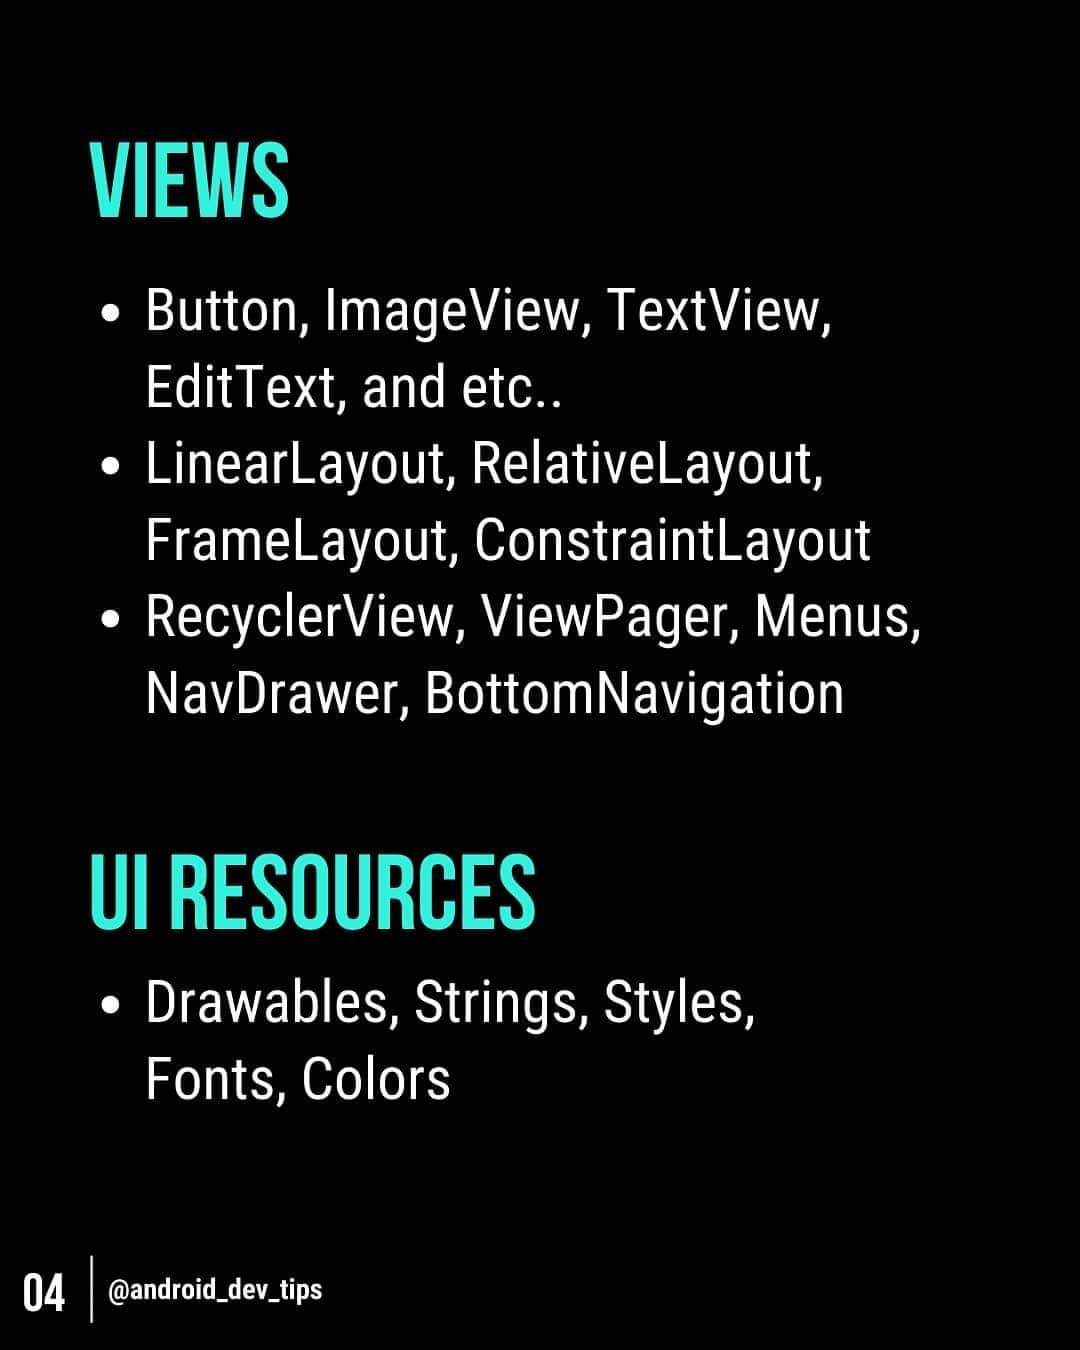 VIEWS
• Button, ImageView, TextView,
EditText, and etc..
• LinearLayout, RelativeLayout,
FrameLayout, ConstraintLayout
• RecyclerView, ViewPager, Menus,
NavDrawer, BottomNavigation
UI RESOURCES
• Drawables, Strings, Styles,
Fonts, Colors
04 @android_dev_tips